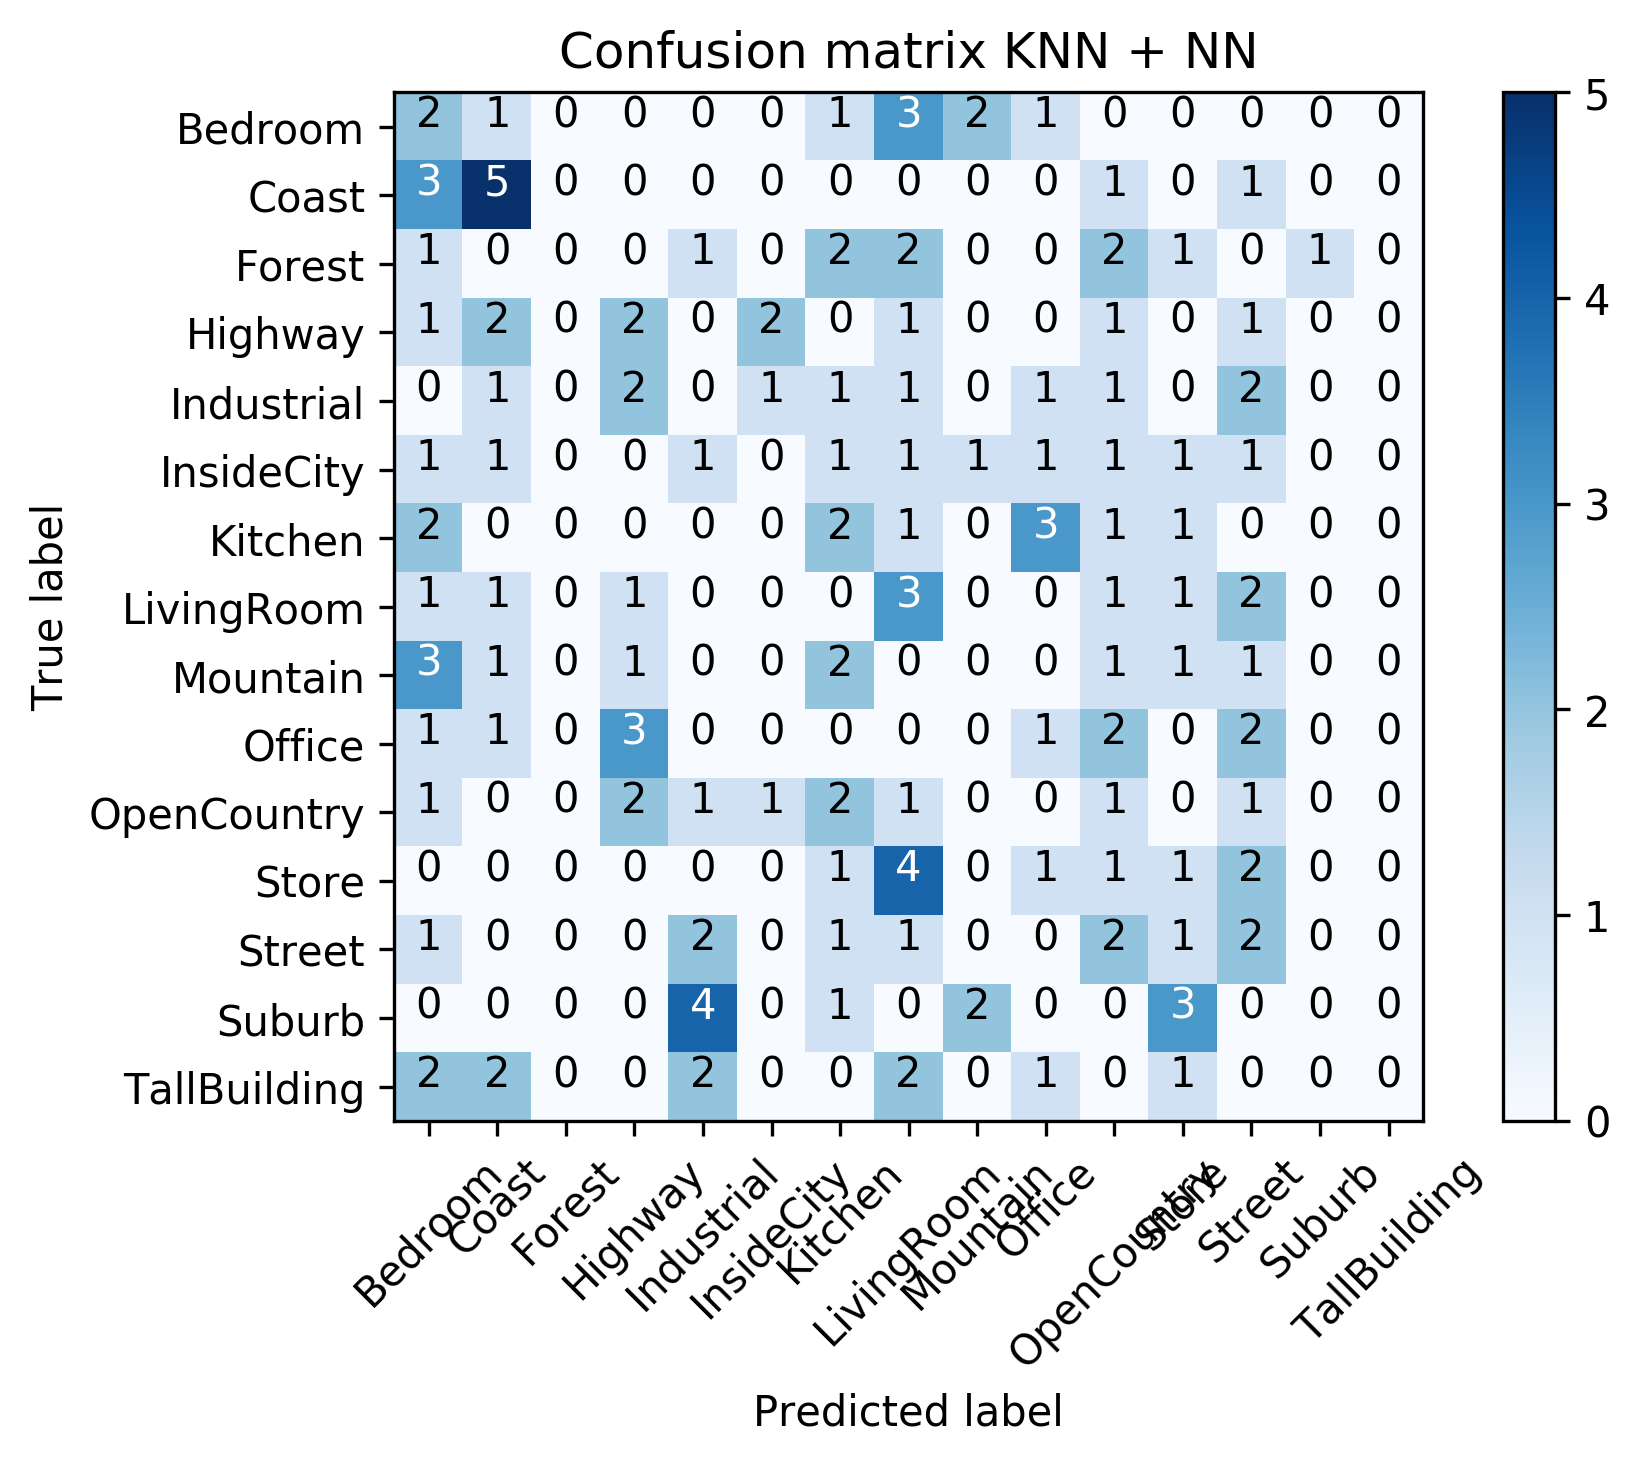 Confusion matrix KNN + NN
Bedroom 2 1 0 0 0 0 1 3 2 1 0 0 0 0 0
Coast 3 5 0 0 0 0 0 0 0 0 1 0 1 0 0
Forest 1 0 0 0 1 0 2 2 0 0 2 1 0 1 0
Highway 1 2 0 2 0 2 0 1 0 0 1 0 1 0 0
Industrial 0 1 0 2 0 1 1 1 0 1 1 0 2 0 0
InsideCity 1 1 0 0 1 0 1 1 1 1 1 1 1 0 0
Kitchen 2 0 0 0 0 0 2 1 0 3 1 1 0 0 0
LivingRoom 1 1 0 1 0 0 0 3 0 0 1 1 2 0 0
Mountain 3 1 0 1 0 0 2 0 0 0 1 1 1 0 0
Office 1 1 0 3 0 0 0 0 0 1 2 0 2 0 0
OpenCountry 1 0 0 2 1 1 2 1 0 0 1 0 1 0 0
Store 0 0 0 0 0 0 1 4 0 1 1 1 2 0 0
Street 1 0 0 0 2 0 1 1 0 0 2 1 2 0 0
Suburb 0 0 0 0 4 0 1 0 2 0 0 3 0 0 0
TallBuilding 2 2 0 0 2 0 0 2 0 1 0 1 0 0 0
True label
Bedroom
Coast
Forest
Highway
Industrial
InsideCity
Kitchen
LivingRoom
Mountain
Office
OpenCountry
Store
Street
Suburb
TallBuilding
Predicted label
5
4
3
2
1
0